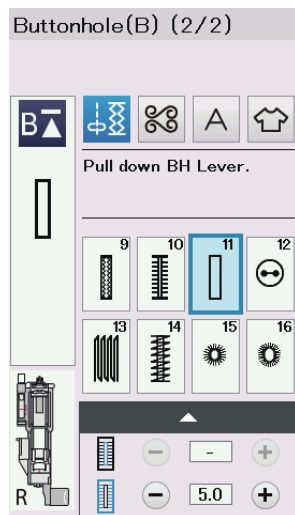 Buttonhole(B) (2/2)
B
A
Pull down BH Lever.
9 10 11 12
13 14 15 16
R
- - +
- 5.0 +